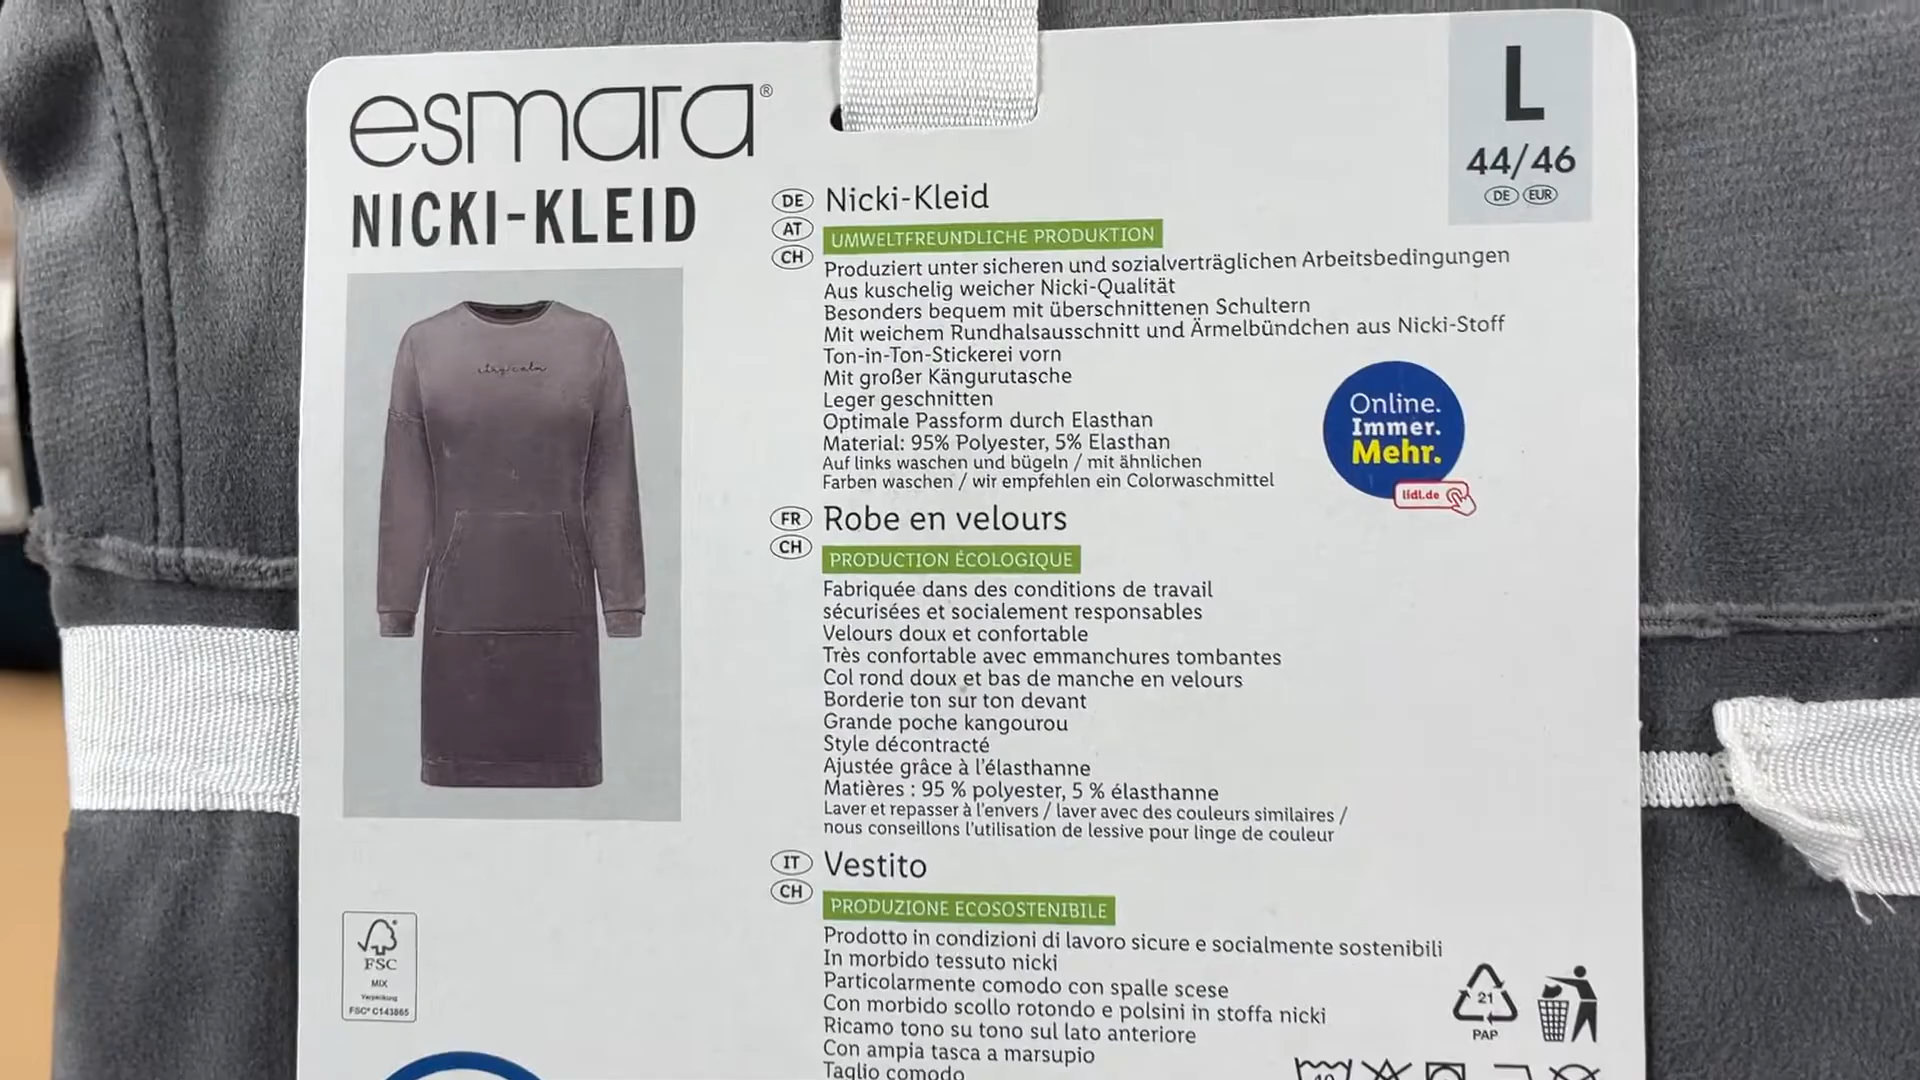 esmara®
NICKI-KLEID
L
44/46
DE EUR
DE
AT
CH
Nicki-Kleid
UMWELTFREUNDLICHE PRODUKTION
Produziert unter sicheren und sozialverträglichen Arbeitsbedingungen
Aus kuschelig weicher Nicki-Qualität
Besonders bequem mit überschnittenen Schultern
Mit weichem Rundhalsausschnitt und Ärmelbündchen aus Nicki-Stoff
Ton-in-Ton-Stickerei vorn
Mit großer Kängurutasche
Leger geschnitten
Optimale Passform durch Elasthan
Material: 95% Polyester, 5% Elasthan
Auf links waschen und bügeln / mit ähnlichen
Farben waschen / wir empfehlen ein Colorwaschmittel
Online.
Immer.
Mehr.
lidl.de
FR
CH
Robe en velours
PRODUCTION ÉCOLOGIQUE
Fabriquée dans des conditions de travail
sécurisées et socialement responsables
Velours doux et confortable
Très confortable avec emmanchures tombantes
Col rond doux et bas de manche en velours
Borderie ton sur ton devant
Grande poche kangourou
Style décontracté
Ajustée grâce à l'élasthanne
Matières : 95 % polyester, 5 % élasthanne
Laver et repasser à l'envers / laver avec des couleurs similaires /
nous conseillons l'utilisation de lessive pour linge de couleur
IT
CH
Vestito
PRODUZIONE ECOSOSTENIBILE
Prodotto in condizioni di lavoro sicure e socialmente sostenibili
In morbido tessuto nicki
Particolarmente comodo con spalle scese
Con morbido scollo rotondo e polsini in stoffa nicki
Ricamo tono su tono sul lato anteriore
Con ampia tasca a marsupio
Taglio comodo
FSC
MIX
Verpackung
FSC® C143865
21
PAP